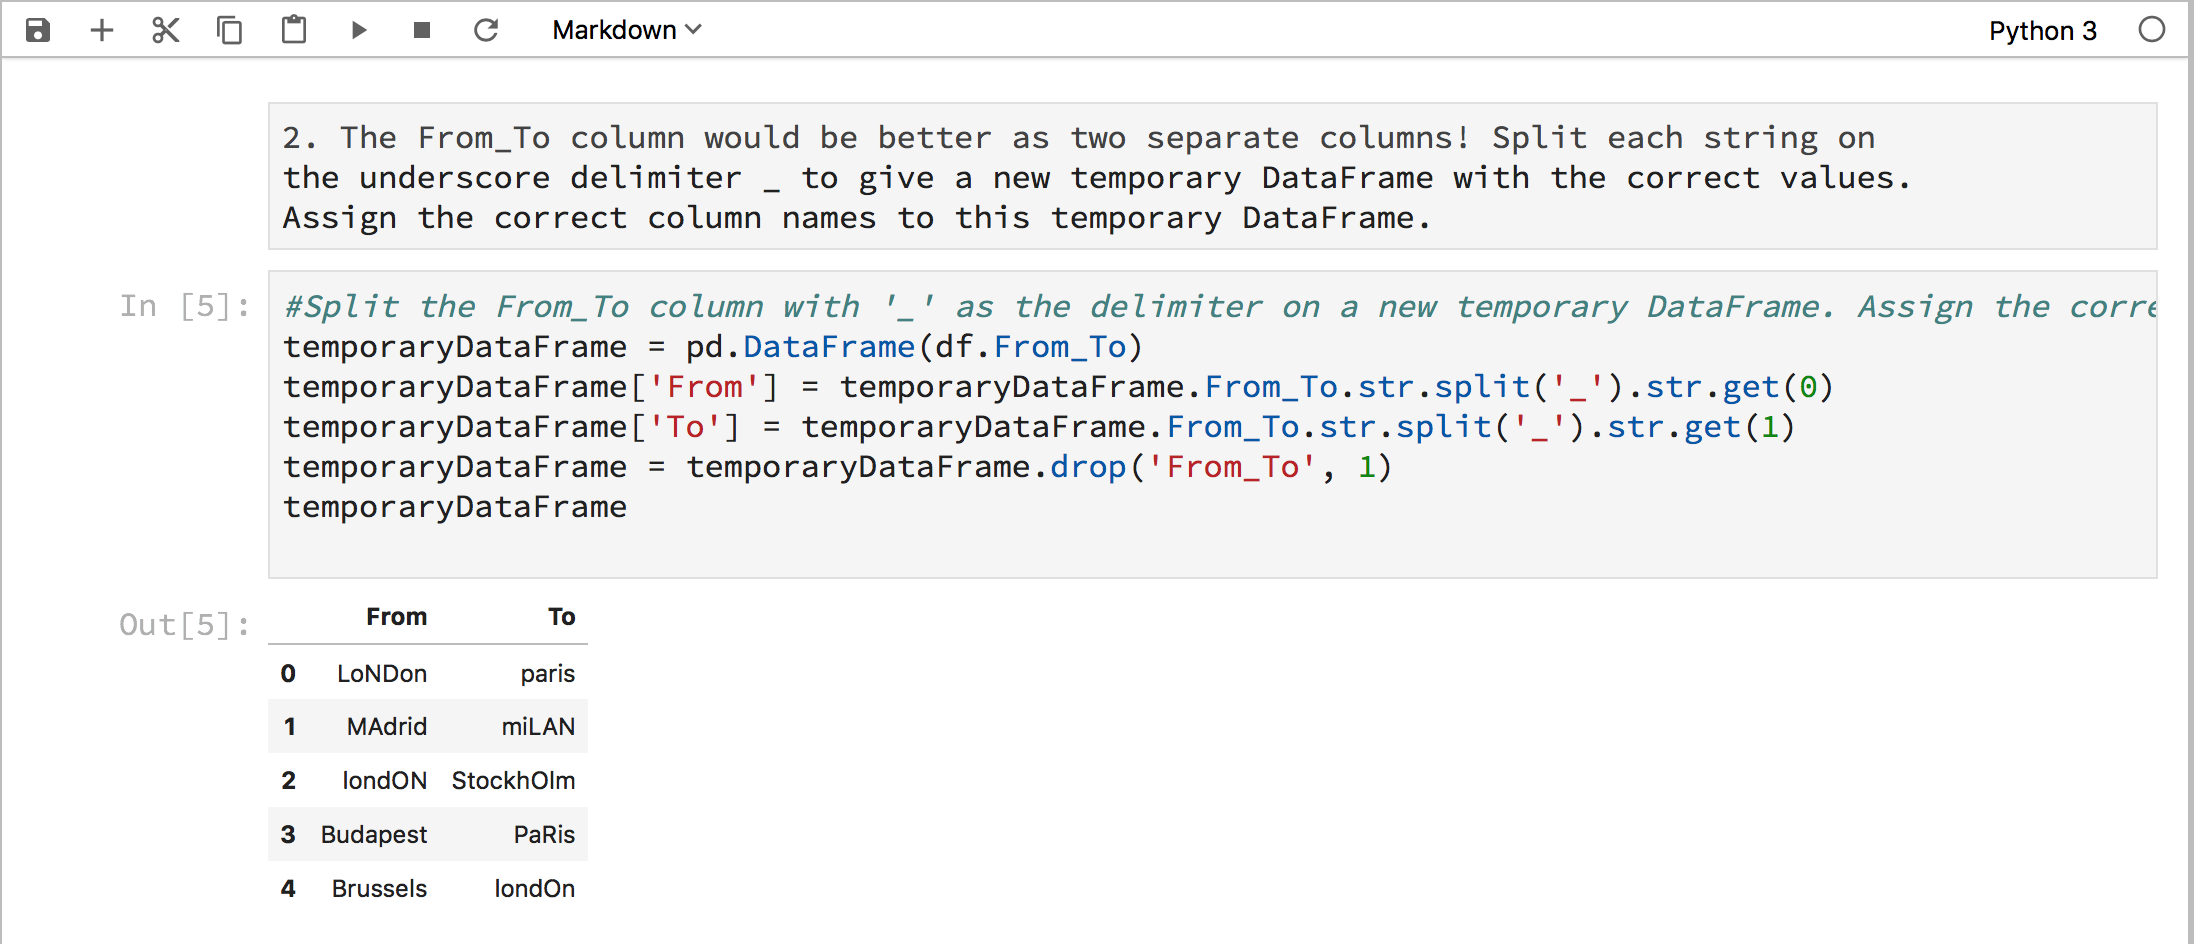 Markdown
Python 3
2. The From_To column would be better as two separate columns! Split each string on
the underscore delimiter _ to give a new temporary DataFrame with the correct values.
Assign the correct column names to this temporary DataFrame.
In [5]:
#Split the From_To column with '_' as the delimiter on a new temporary DataFrame. Assign the corre
temporaryDataFrame = pd.DataFrame(df.From_To)
temporaryDataFrame['From'] = temporaryDataFrame.From_To.str.split('_').str.get(0)
temporaryDataFrame['To'] = temporaryDataFrame.From_To.str.split('_').str.get(1)
temporaryDataFrame = temporaryDataFrame.drop('From_To', 1)
temporaryDataFrame
Out[5]:
From To
0 LoNDon paris
1 MAdrid miLAN
2 londON StockhOlm
3 Budapest PaRis
4 Brussels londOn